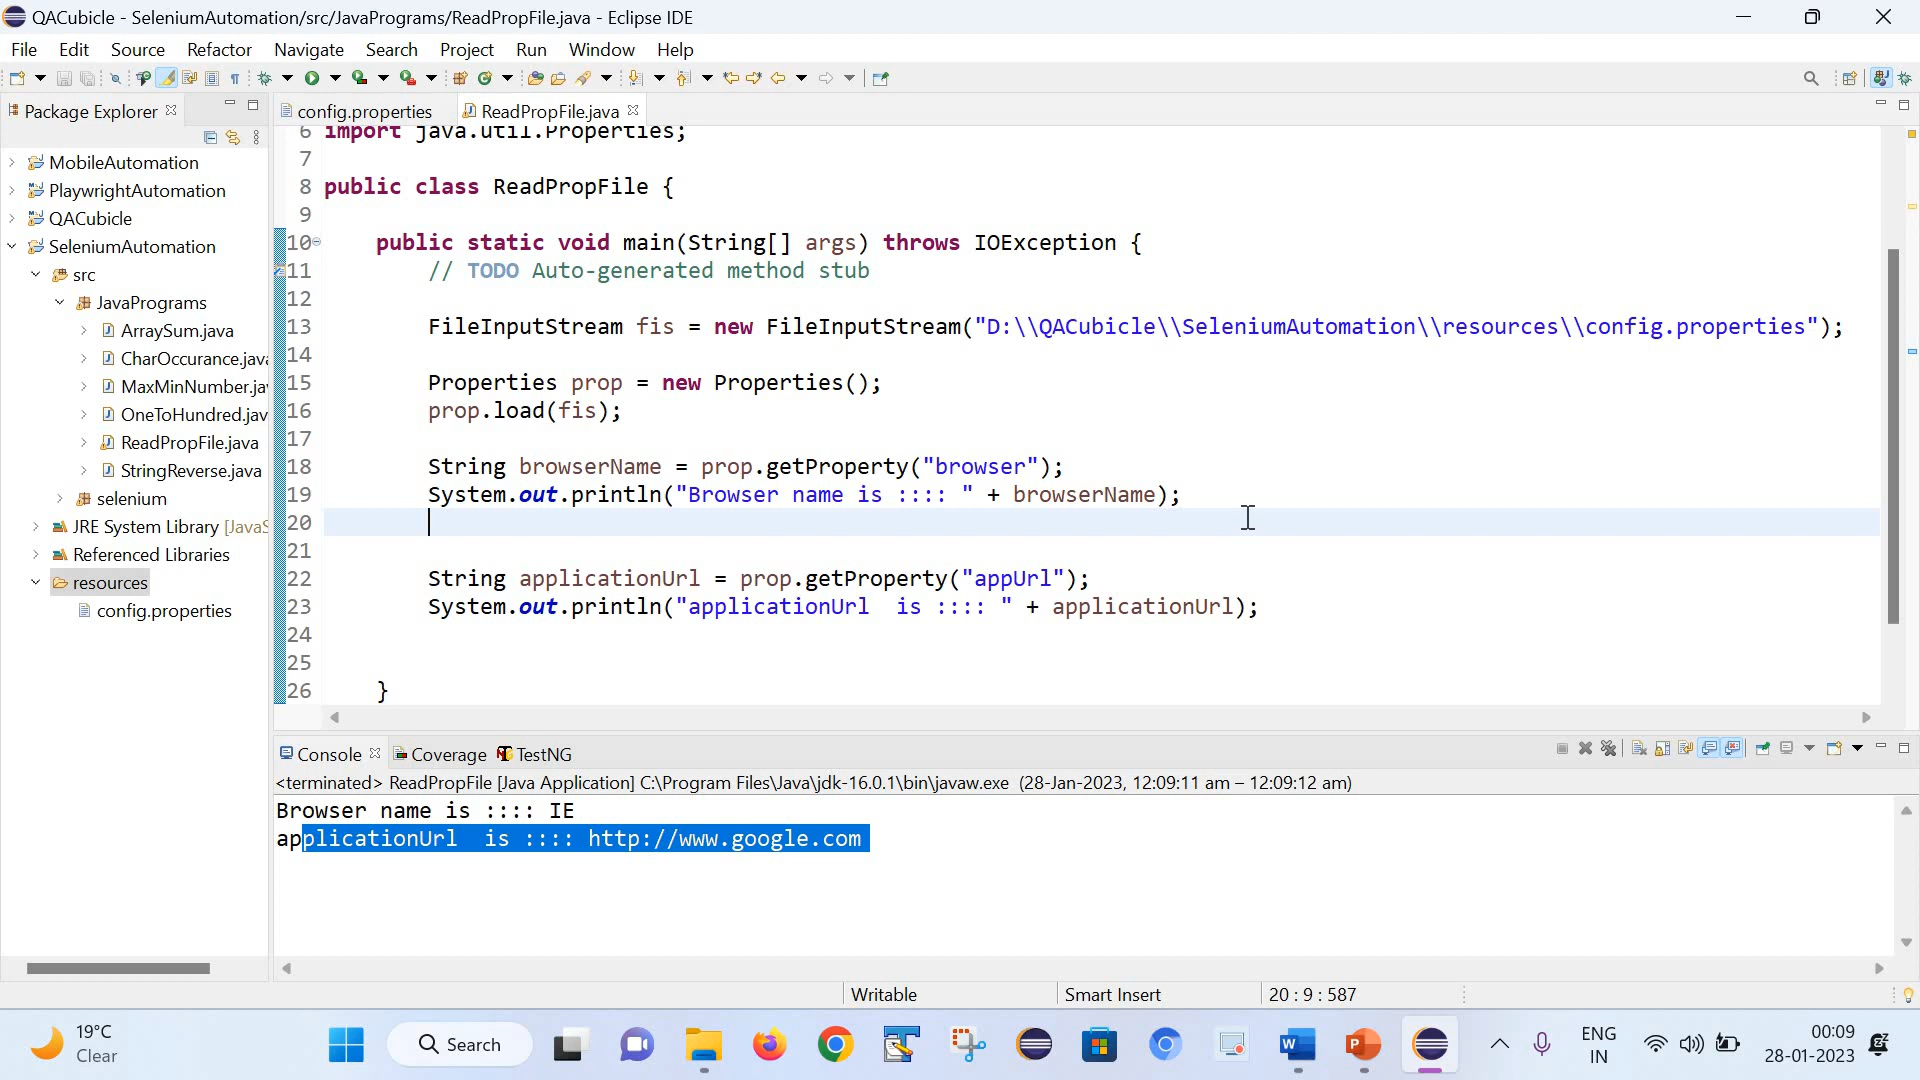 QACubicle - SeleniumAutomation/src/JavaPrograms/ReadPropFile.java - Eclipse IDE
File Edit Source Refactor Navigate Search Project Run Window Help
Package Explorer
config.properties ReadPropFile.java
MobileAutomation
PlaywrightAutomation
QACubicle
SeleniumAutomation
src
JavaPrograms
ArraySum.java
CharOccurance.java
MaxMinNumber.ja
OneToHundred.jav
ReadPropFile.java
StringReverse.java
selenium
JRE System Library [JavaS
Referenced Libraries
resources
config.properties
6 import java.util.Properties;
7
8 public class ReadPropFile {
9
10 public static void main(String[] args) throws IOException {
11 // TODO Auto-generated method stub
12
13 FileInputStream fis = new FileInputStream("D:\\QACubicle\\SeleniumAutomation\\resources\\config.properties");
14
15 Properties prop = new Properties();
16 prop.load(fis);
17
18 String browserName = prop.getProperty("browser");
19 System.out.println("Browser name is :::: " + browserName);
20
21
22 String applicationUrl = prop.getProperty("appUrl");
23 System.out.println("applicationUrl  is :::: " + applicationUrl);
24
25
26 }
Console Coverage TestNG
<terminated> ReadPropFile [Java Application] C:\Program Files\Java\jdk-16.0.1\bin\javaw.exe (28-Jan-2023, 12:09:11 am – 12:09:12 am)
Browser name is :::: IE
applicationUrl  is :::: http://www.google.com
Writable Smart Insert 20 : 9 : 587
19°C
Clear
Search
ENG
IN
00:09
28-01-2023